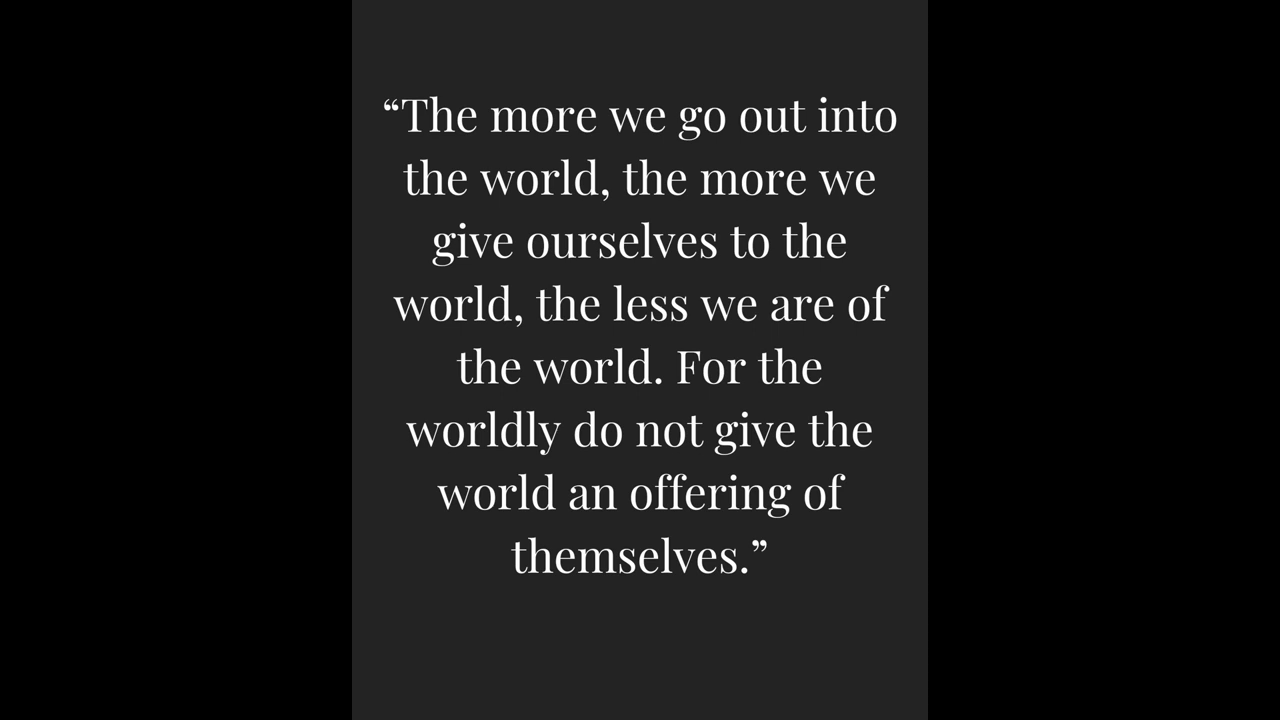 “The more we go out into
the world, the more we
give ourselves to the
world, the less we are of
the world. For the
worldly do not give the
world an offering of
themselves.”